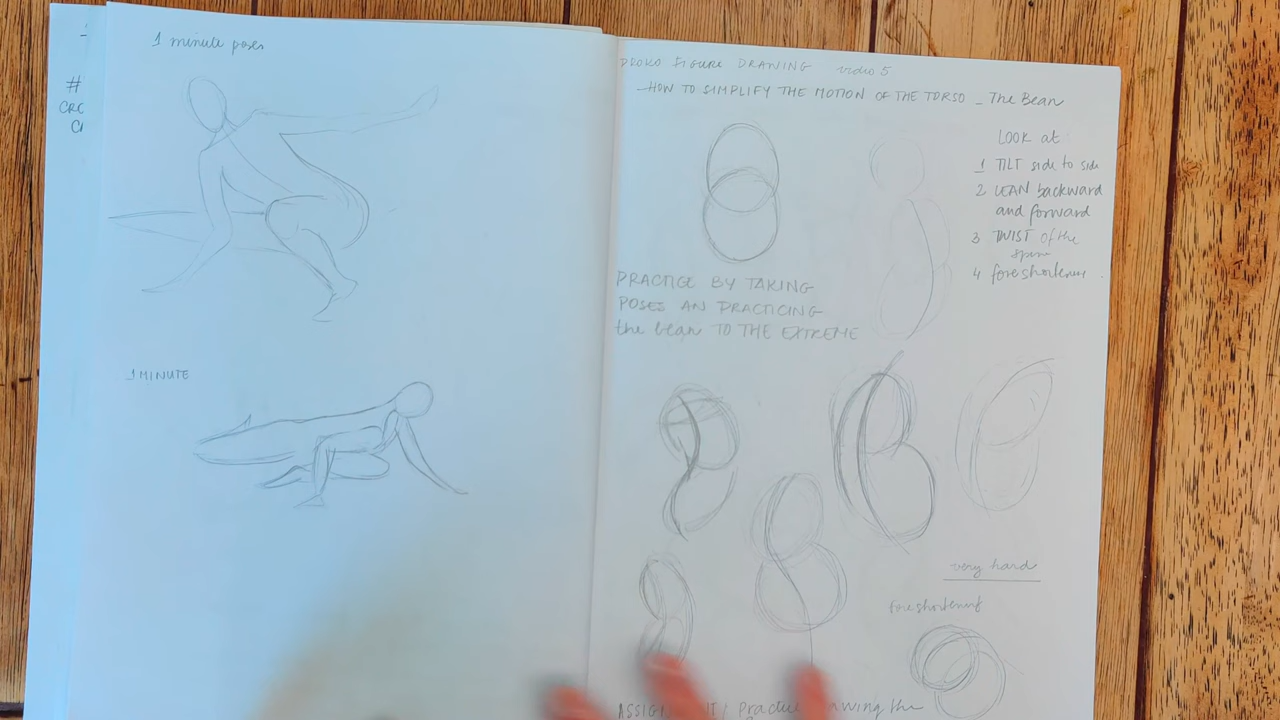 #
CRO
1 minute poses
1 MINUTE
PROKO FIGURE DRAWING video 5
- HOW TO SIMPLIFY THE MOTION OF THE TORSO - The Bean
LOOK at
1 TILT side to side
2 LEAN backward
and forward
3 TWIST of the
spine
4 foreshortening
PRACTICE BY TAKING
POSES AN PRACTICING
the bean TO THE EXTREME
very hard
foreshortening
the